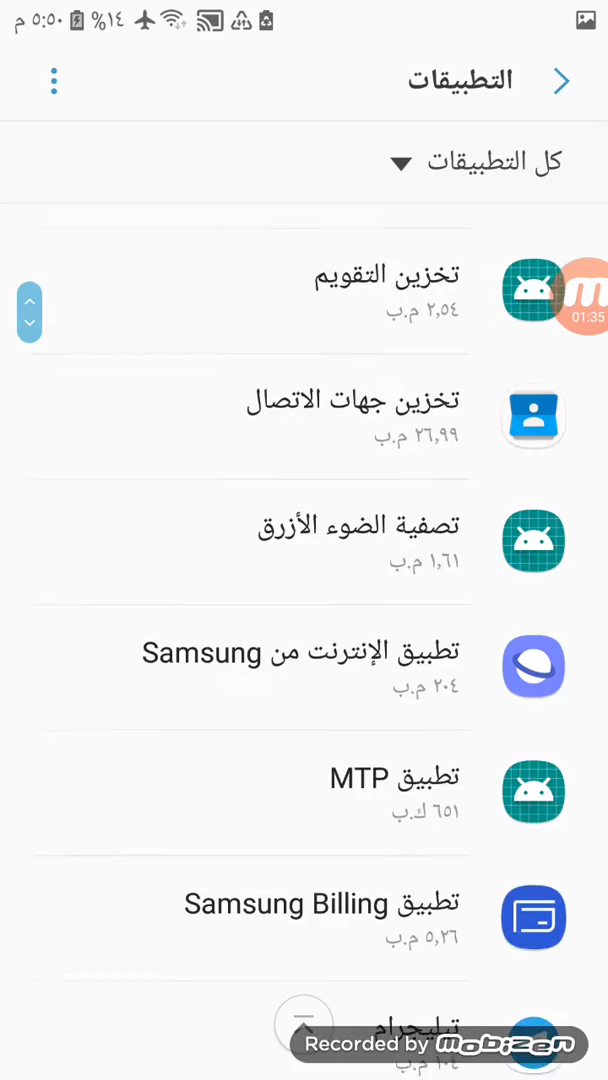 ٥:٥٠ م
%١٤
التطبيقات
كل التطبيقات
تخزين التقويم
٢,٥٤ م.ب
01:35
تخزين جهات الاتصال
٢٦,٩٩ م.ب
تصفية الضوء الأزرق
١,٦١ م.ب
تطبيق الإنترنت من Samsung
٢٠٤ م.ب
تطبيق MTP
٦٥١ ك.ب
تطبيق Samsung Billing
٥,٢٦ م.ب
تيليجرام
Recorded by mobizen